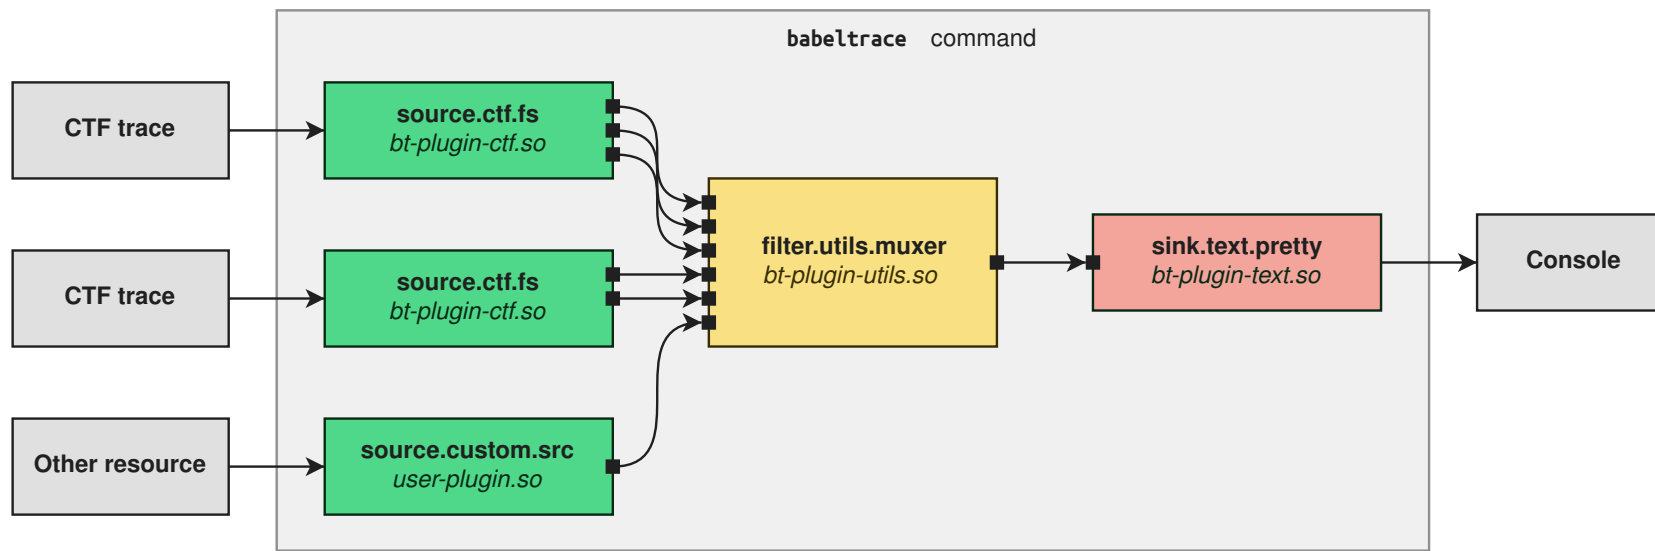 babeltrace command
CTF trace
source.ctf.fs
bt-plugin-ctf.so
CTF trace
source.ctf.fs
bt-plugin-ctf.so
Other resource
source.custom.src
user-plugin.so
filter.utils.muxer
bt-plugin-utils.so
sink.text.pretty
bt-plugin-text.so
Console